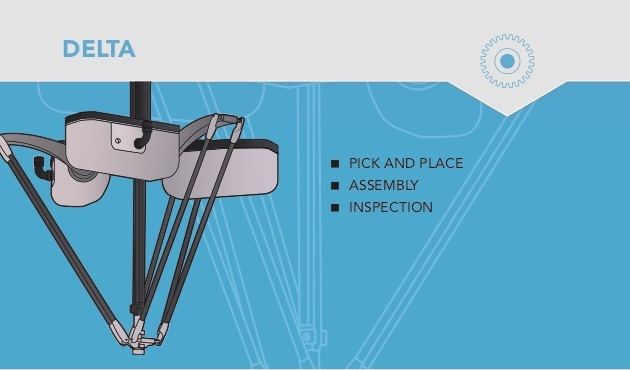 DELTA
PICK AND PLACE
ASSEMBLY
INSPECTION